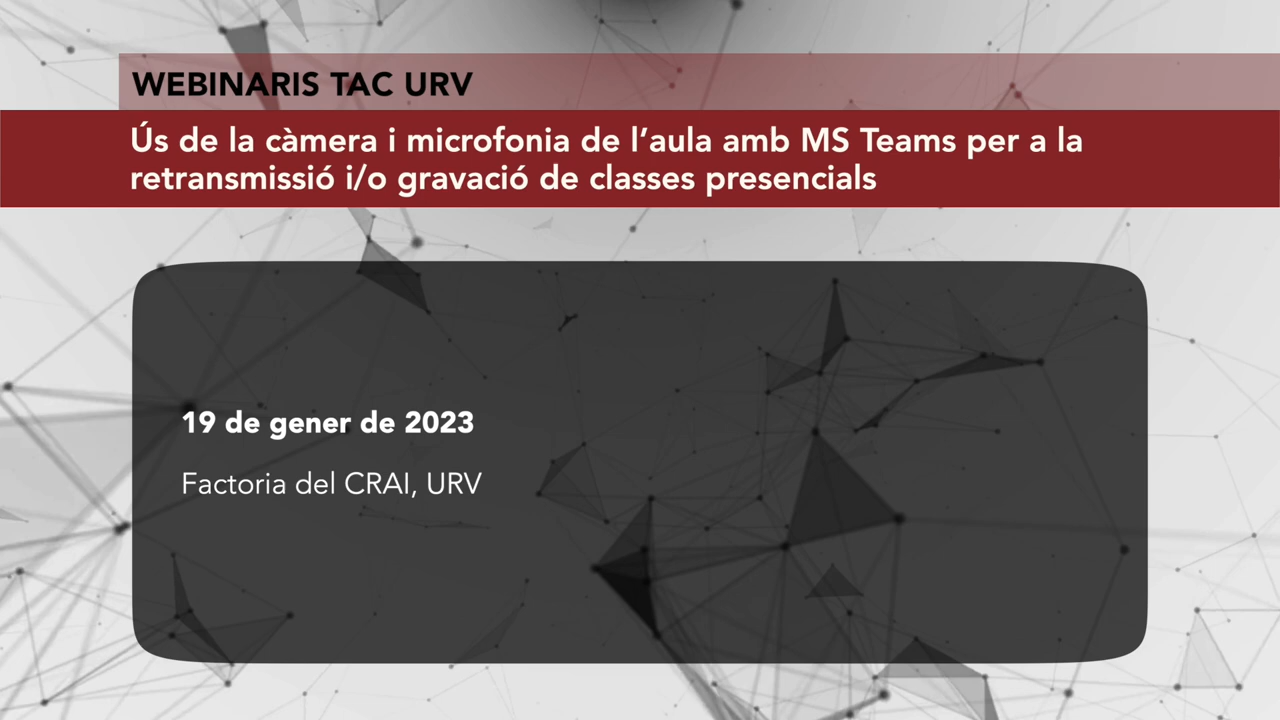 WEBINARIS TAC URV
Ús de la càmera i microfonia de l’aula amb MS Teams per a la
retransmissió i/o gravació de classes presencials
19 de gener de 2023
Factoria del CRAI, URV